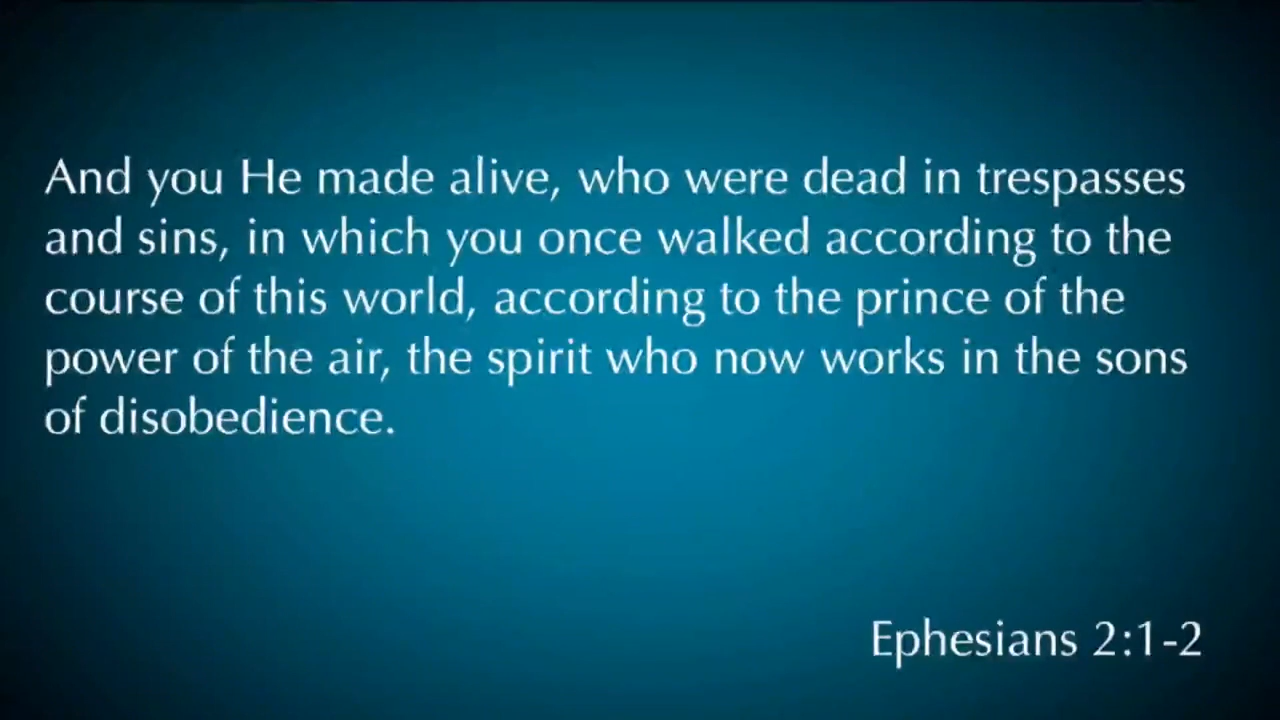 And you He made alive, who were dead in trespasses
and sins, in which you once walked according to the
course of this world, according to the prince of the
power of the air, the spirit who now works in the sons
of disobedience.
Ephesians 2:1-2